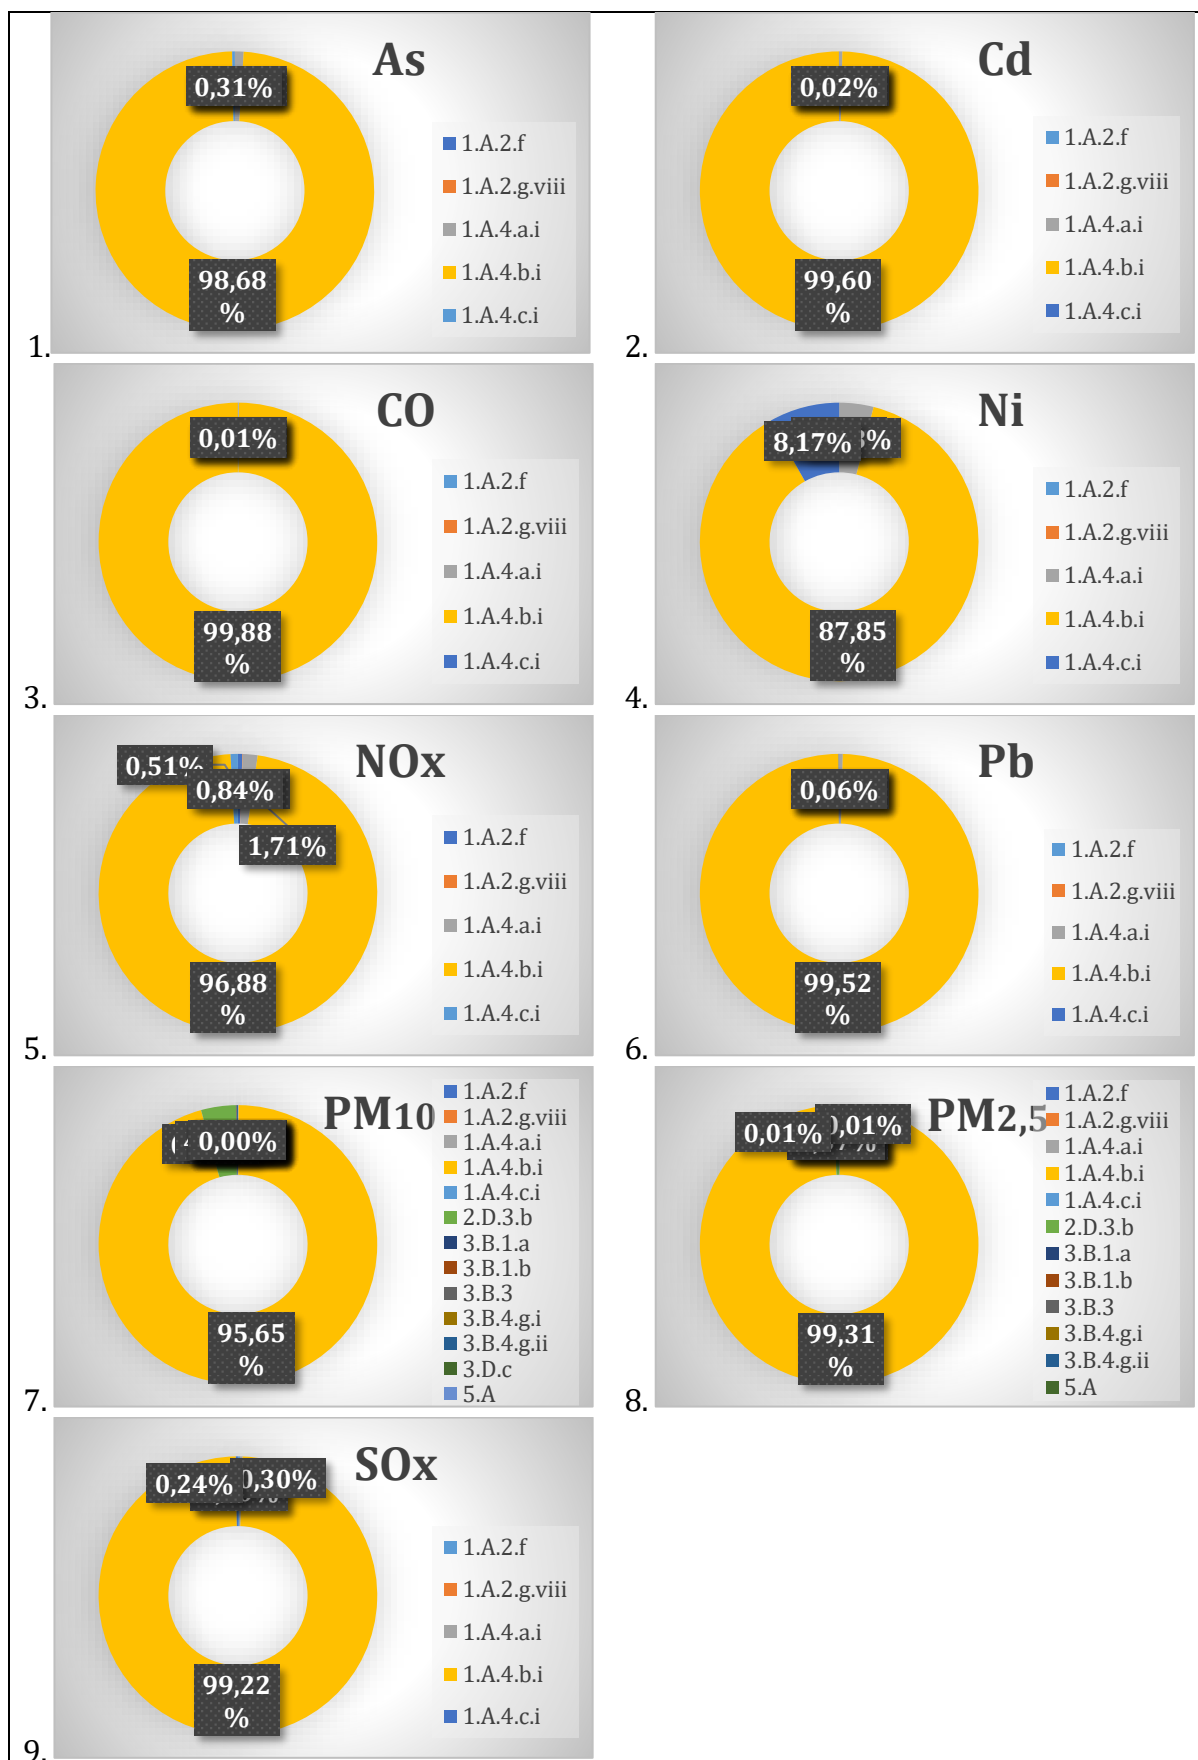 As
0,31%
1.A.2.f
1.A.2.g.viii
1.A.4.a.i
1.A.4.b.i
1.A.4.c.i
98,68
%
1.
Cd
0,02%
1.A.2.f
1.A.2.g.viii
1.A.4.a.i
1.A.4.b.i
1.A.4.c.i
99,60
%
2.
CO
0,01%
1.A.2.f
1.A.2.g.viii
1.A.4.a.i
1.A.4.b.i
1.A.4.c.i
99,88
%
3.
Ni
8,17%
1.A.2.f
1.A.2.g.viii
1.A.4.a.i
1.A.4.b.i
1.A.4.c.i
87,85
%
4.
NOx
0,51%
0,84%
1,71%
1.A.2.f
1.A.2.g.viii
1.A.4.a.i
1.A.4.b.i
1.A.4.c.i
96,88
%
5.
Pb
0,06%
1.A.2.f
1.A.2.g.viii
1.A.4.a.i
1.A.4.b.i
1.A.4.c.i
99,52
%
6.
PM10
0,00%
1.A.2.f
1.A.2.g.viii
1.A.4.a.i
1.A.4.b.i
1.A.4.c.i
2.D.3.b
3.B.1.a
3.B.1.b
3.B.3
3.B.4.g.i
3.B.4.g.ii
3.D.c
5.A
95,65
%
7.
PM2,5
0,01%
0,01%
1.A.2.f
1.A.2.g.viii
1.A.4.a.i
1.A.4.b.i
1.A.4.c.i
2.D.3.b
3.B.1.a
3.B.1.b
3.B.3
3.B.4.g.i
3.B.4.g.ii
5.A
99,31
%
8.
SOx
0,24%
0,30%
1.A.2.f
1.A.2.g.viii
1.A.4.a.i
1.A.4.b.i
1.A.4.c.i
99,22
%
9.